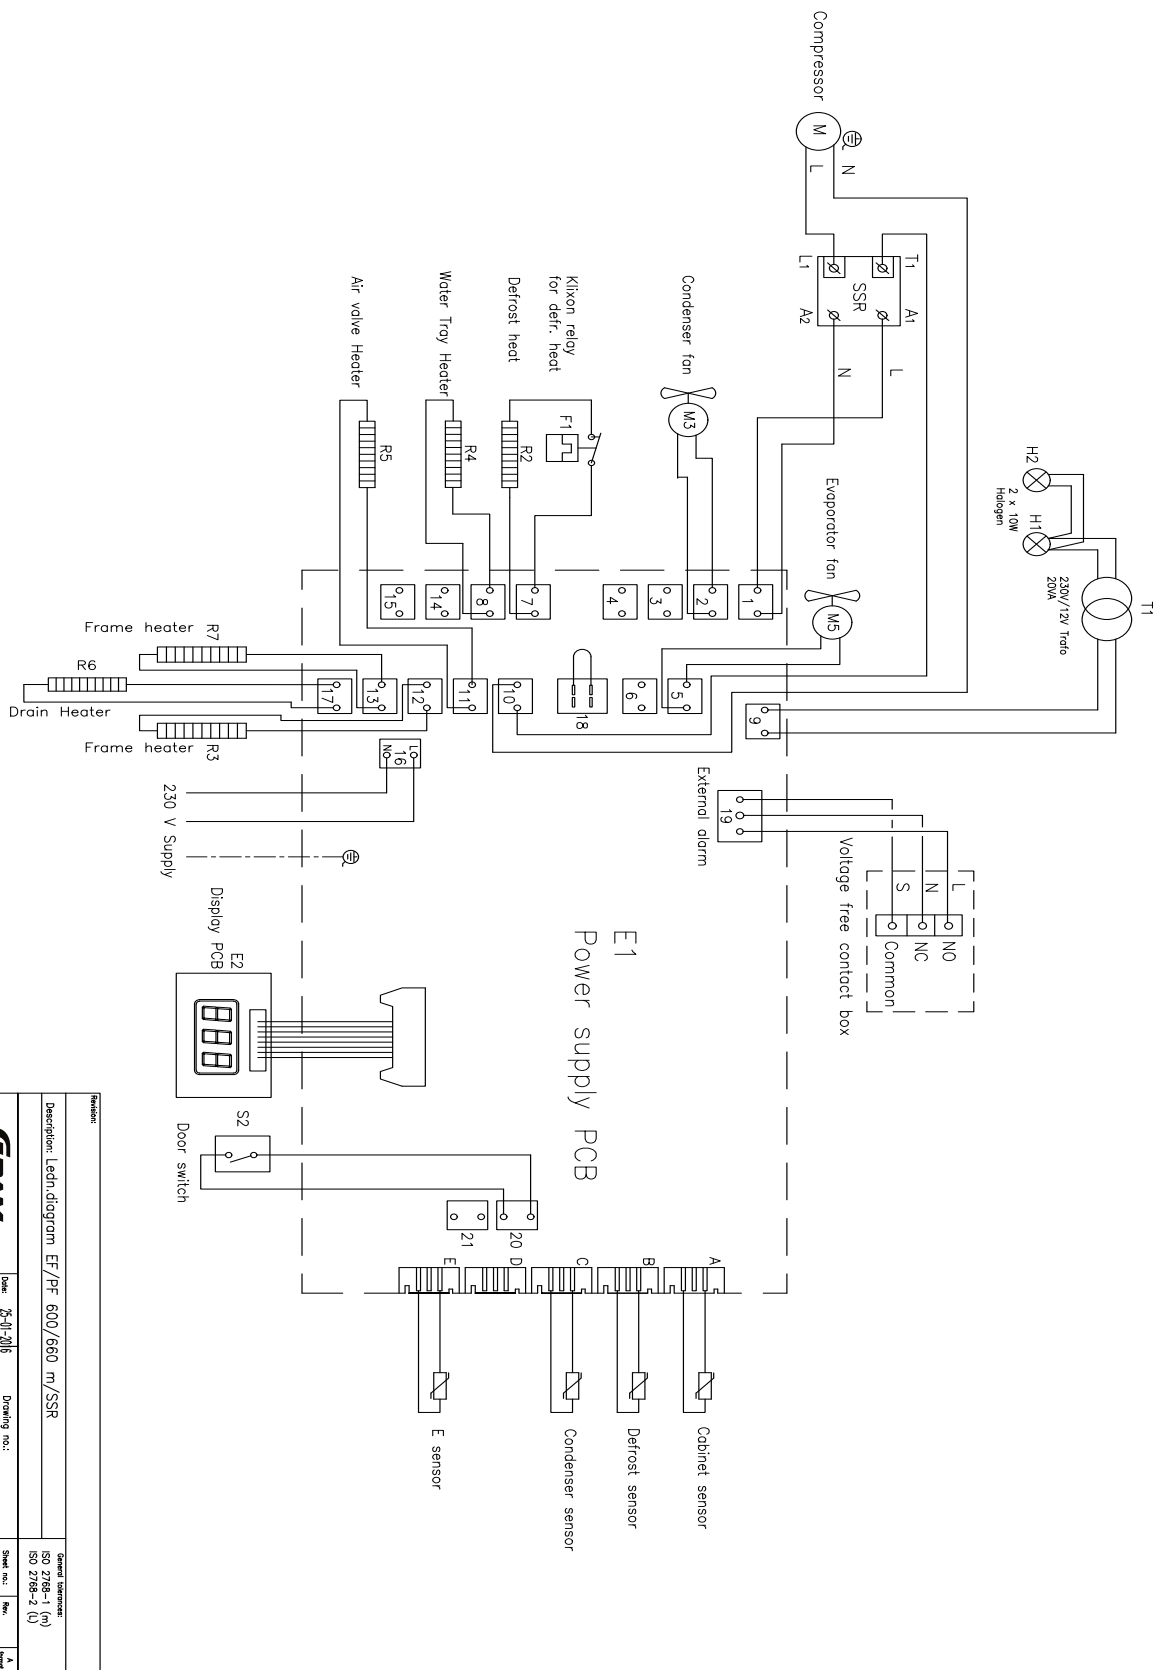 Compressor
M
N
L
T1
L1
SSR
A1
A2
L
N
Condenser fan
M3
Klixon relay
for defr. heat
Defrost heat
F1
R2
Water Tray Heater
R4
Air valve Heater
R5
H2
2 x 10W
Halogen
H1
T1
230V/12V Trafo
20VA
Evaporator fan
M5
1
2
3
4
7
8
14
15
5
6
18
10
11
12
13
17
9
Frame heater R7
R6
Drain Heater
Frame heater R3
LO
16
NO
230 V Supply
External alarm
19
Voltage free contact box
L
N
S
NO
NC
Common
E1
Power supply PCB
E2
Display PCB
S2
Door switch
20
21
A
B
C
D
E
Cabinet sensor
Defrost sensor
Condenser sensor
E sensor
Revision:
Description: Ledn.diagram EF/PF 600/660 m/SSR
General tolerances:
ISO 2768-1 (m)
ISO 2768-2 (L)
Date: 25-01-2016
Drawing no.:
Sheet no.:
Rev.
A